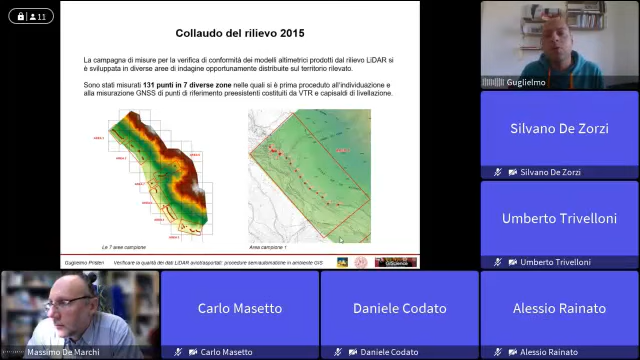 11
Collaudo del rilievo 2015
La campagna di misure per la verifica di conformità dei modelli altimetrici prodotti dal rilievo LiDAR si
è sviluppata in diverse aree di indagine opportunamente distribuite sul territorio rilevato.
Sono stati misurati 131 punti in 7 diverse zone nelle quali si è prima proceduto all'individuazione e
alla misurazione GNSS di punti di riferimento preesistenti costituiti da VTR e capisaldi di livellazione.
Le 7 aree campione
Area campione 1
Guglielmo Pristeri
Verificare la qualità dei dati LiDAR aviotrasportati: procedure semiautomatiche in ambiente GIS
GIScience
Guglielmo
Silvano De Zorzi
Silvano De Zorzi
Umberto Trivelloni
Umberto Trivelloni
Massimo De Marchi
Carlo Masetto
Carlo Masetto
Daniele Codato
Daniele Codato
Alessio Rainato
Alessio Rainato